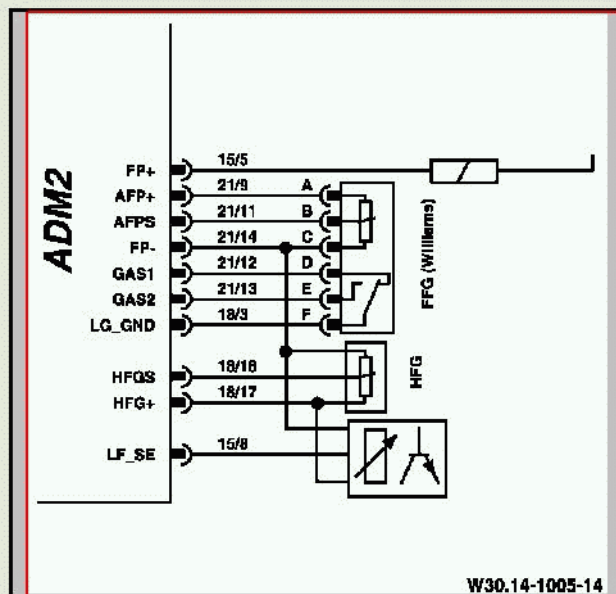 ADM2
FP+ 15/5
AFP+ 21/9 A
AFPS 21/11 B
FP- 21/14 C
GAS1 21/12 D
GAS2 21/13 E
LG_GND 18/3 F
FFG (Williams)
HFGS 18/18
HFG+ 18/17
HFG
LF_SE 15/8
W30.14-1005-14